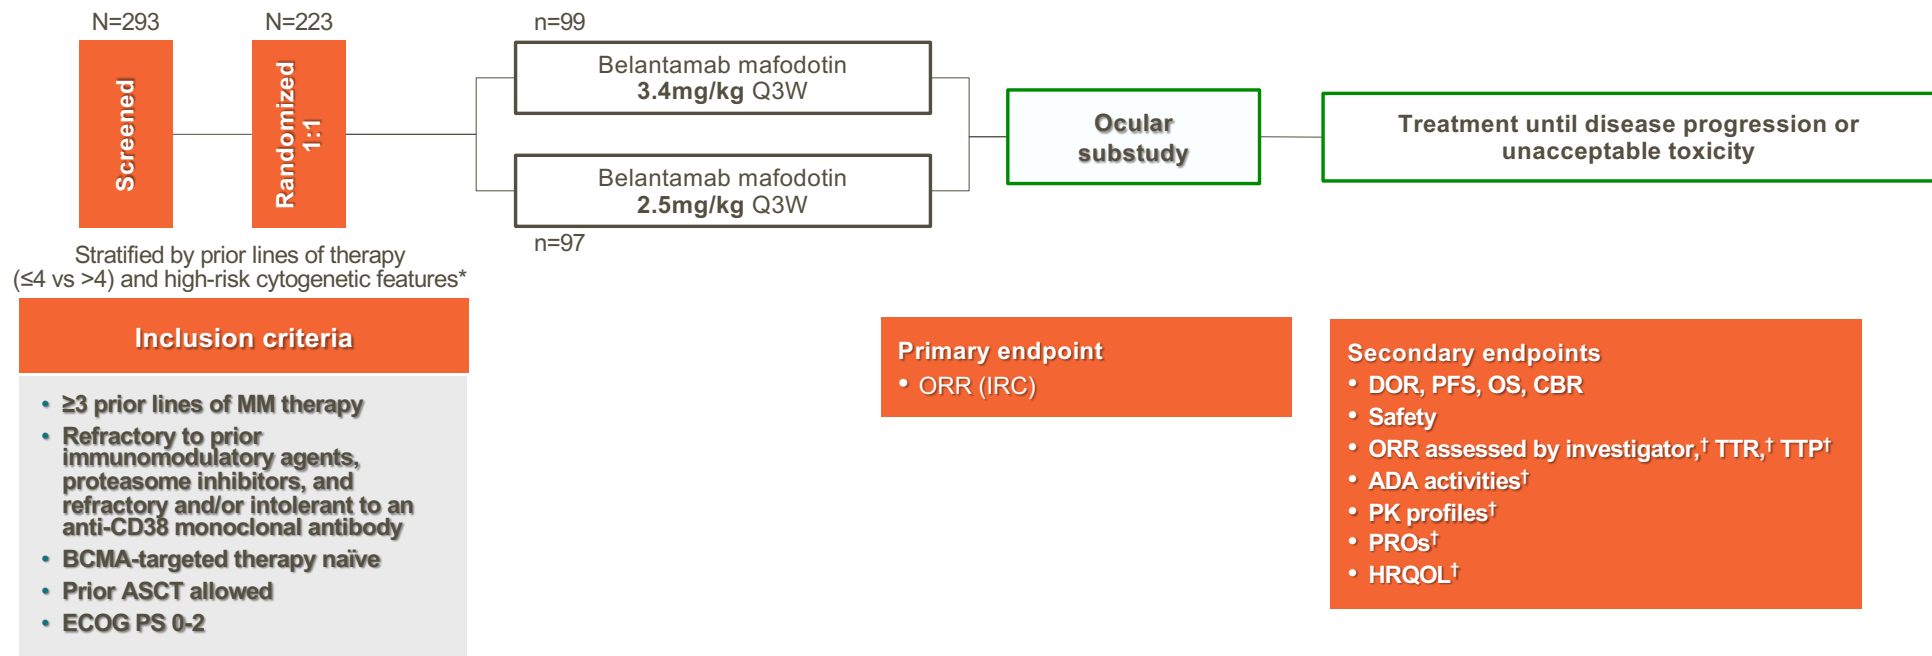 N=293
N=223
n=99
Screened
Randomized
1:1
Belantamab mafodotin
3.4mg/kg Q3W
Belantamab mafodotin
2.5mg/kg Q3W
n=97
Ocular
substudy
Treatment until disease progression or
unacceptable toxicity
Stratified by prior lines of therapy
(≤4 vs >4) and high-risk cytogenetic features*
Inclusion criteria
• ≥3 prior lines of MM therapy
• Refractory to prior
immunomodulatory agents,
proteasome inhibitors, and
refractory and/or intolerant to an
anti-CD38 monoclonal antibody
• BCMA-targeted therapy naïve
• Prior ASCT allowed
• ECOG PS 0-2
Primary endpoint
• ORR (IRC)
Secondary endpoints
• DOR, PFS, OS, CBR
• Safety
• ORR assessed by investigator,† TTR,† TTP†
• ADA activities†
• PK profiles†
• PROs†
• HRQOL†